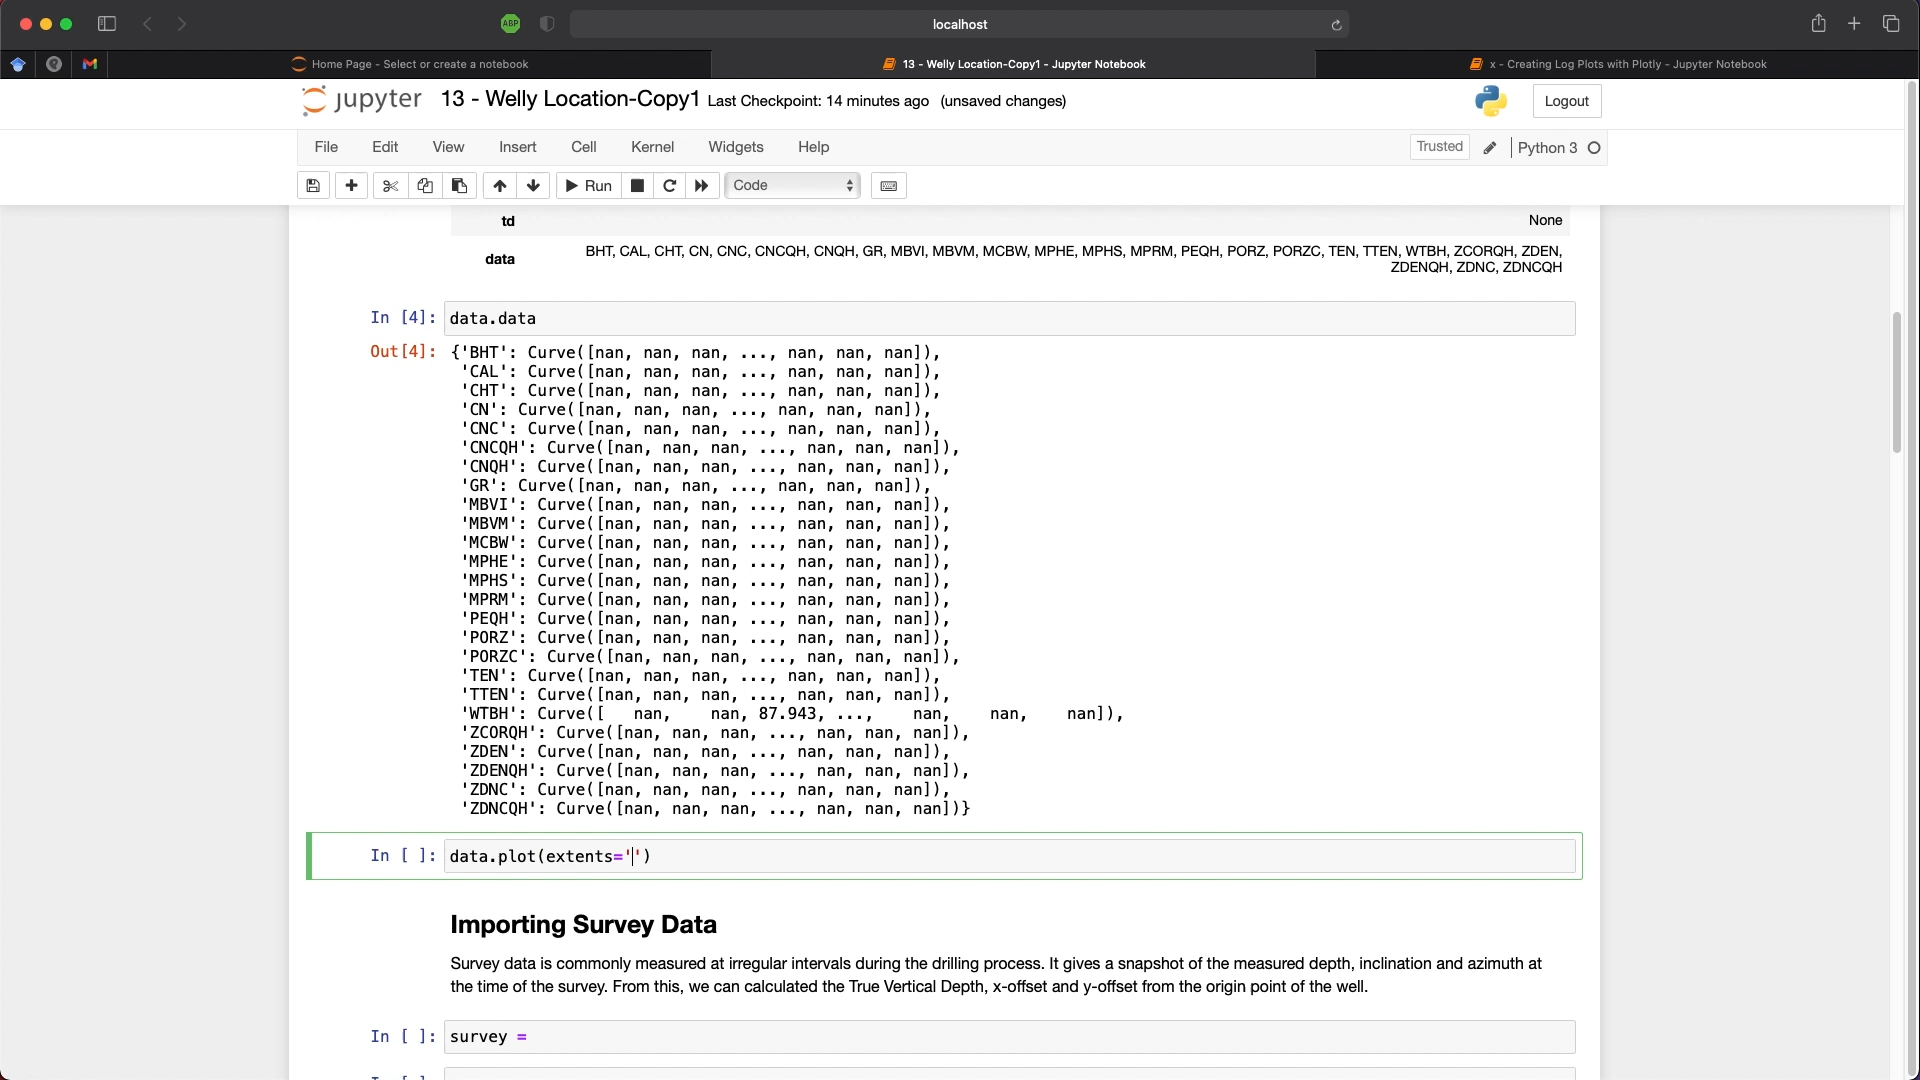 ABP
localhost
Home Page - Select or create a notebook
13 - Welly Location-Copy1 - Jupyter Notebook
x - Creating Log Plots with Plotly - Jupyter Notebook
jupyter 13 - Welly Location-Copy1 Last Checkpoint: 14 minutes ago (unsaved changes)
Logout
File Edit View Insert Cell Kernel Widgets Help
Trusted
Python 3
Run
Code
td None
data BHT, CAL, CHT, CN, CNC, CNCQH, CNQH, GR, MBVI, MBVM, MCBW, MPHE, MPHS, MPRM, PEQH, PORZ, PORZC, TEN, TTEN, WTBH, ZCORQH, ZDEN,
ZDENQH, ZDNC, ZDNCQH
In [4]: data.data
Out[4]: {'BHT': Curve([nan, nan, nan, ..., nan, nan, nan]),
'CAL': Curve([nan, nan, nan, ..., nan, nan, nan]),
'CHT': Curve([nan, nan, nan, ..., nan, nan, nan]),
'CN': Curve([nan, nan, nan, ..., nan, nan, nan]),
'CNC': Curve([nan, nan, nan, ..., nan, nan, nan]),
'CNCQH': Curve([nan, nan, nan, ..., nan, nan, nan]),
'CNQH': Curve([nan, nan, nan, ..., nan, nan, nan]),
'GR': Curve([nan, nan, nan, ..., nan, nan, nan]),
'MBVI': Curve([nan, nan, nan, ..., nan, nan, nan]),
'MBVM': Curve([nan, nan, nan, ..., nan, nan, nan]),
'MCBW': Curve([nan, nan, nan, ..., nan, nan, nan]),
'MPHE': Curve([nan, nan, nan, ..., nan, nan, nan]),
'MPHS': Curve([nan, nan, nan, ..., nan, nan, nan]),
'MPRM': Curve([nan, nan, nan, ..., nan, nan, nan]),
'PEQH': Curve([nan, nan, nan, ..., nan, nan, nan]),
'PORZ': Curve([nan, nan, nan, ..., nan, nan, nan]),
'PORZC': Curve([nan, nan, nan, ..., nan, nan, nan]),
'TEN': Curve([nan, nan, nan, ..., nan, nan, nan]),
'TTEN': Curve([nan, nan, nan, ..., nan, nan, nan]),
'WTBH': Curve([ nan, nan, 87.943, ..., nan, nan, nan]),
'ZCORQH': Curve([nan, nan, nan, ..., nan, nan, nan]),
'ZDEN': Curve([nan, nan, nan, ..., nan, nan, nan]),
'ZDENQH': Curve([nan, nan, nan, ..., nan, nan, nan]),
'ZDNC': Curve([nan, nan, nan, ..., nan, nan, nan]),
'ZDNCQH': Curve([nan, nan, nan, ..., nan, nan, nan])}
In [ ]: data.plot(extents='')
Importing Survey Data
Survey data is commonly measured at irregular intervals during the drilling process. It gives a snapshot of the measured depth, inclination and azimuth at
the time of the survey. From this, we can calculated the True Vertical Depth, x-offset and y-offset from the origin point of the well.
In [ ]: survey =